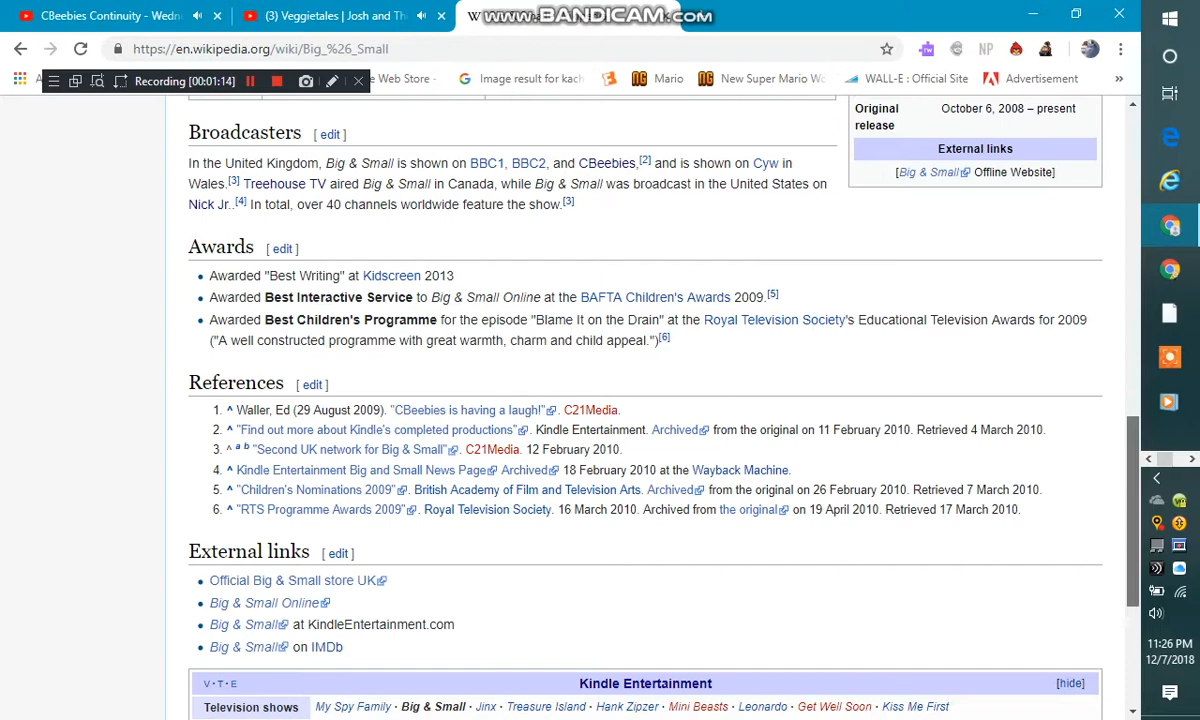 CBeebies Continuity - Wedn
(3) Veggietales | Josh and Th
W
www.BANDICAM.com
https://en.wikipedia.org/wiki/Big_%26_Small
NP
Recording [00:01:14]
e Web Store -
Image result for kach
Mario
New Super Mario Wo
WALL-E : Official Site
Advertisement
»
Original release
October 6, 2008 – present
External links
[Big & Small Offline Website]
Broadcasters [ edit ]
In the United Kingdom, Big & Small is shown on BBC1, BBC2, and CBeebies,[2] and is shown on Cyw in
Wales.[3] Treehouse TV aired Big & Small in Canada, while Big & Small was broadcast in the United States on
Nick Jr..[4] In total, over 40 channels worldwide feature the show.[3]
Awards [ edit ]
• Awarded "Best Writing" at Kidscreen 2013
• Awarded Best Interactive Service to Big & Small Online at the BAFTA Children's Awards 2009.[5]
• Awarded Best Children's Programme for the episode "Blame It on the Drain" at the Royal Television Society's Educational Television Awards for 2009
("A well constructed programme with great warmth, charm and child appeal.")[6]
References [ edit ]
1. ^ Waller, Ed (29 August 2009). "CBeebies is having a laugh!". C21Media.
2. ^ "Find out more about Kindle's completed productions". Kindle Entertainment. Archived from the original on 11 February 2010. Retrieved 4 March 2010.
3. ^ a b "Second UK network for Big & Small". C21Media. 12 February 2010.
4. ^ Kindle Entertainment Big and Small News Page Archived 18 February 2010 at the Wayback Machine.
5. ^ "Children's Nominations 2009". British Academy of Film and Television Arts. Archived from the original on 26 February 2010. Retrieved 7 March 2010.
6. ^ "RTS Programme Awards 2009". Royal Television Society. 16 March 2010. Archived from the original on 19 April 2010. Retrieved 17 March 2010.
External links [ edit ]
• Official Big & Small store UK
• Big & Small Online
• Big & Small at KindleEntertainment.com
• Big & Small on IMDb
V · T · E
Kindle Entertainment
[hide]
Television shows
My Spy Family · Big & Small · Jinx · Treasure Island · Hank Zipzer · Mini Beasts · Leonardo · Get Well Soon · Kiss Me First
11:26 PM
12/7/2018